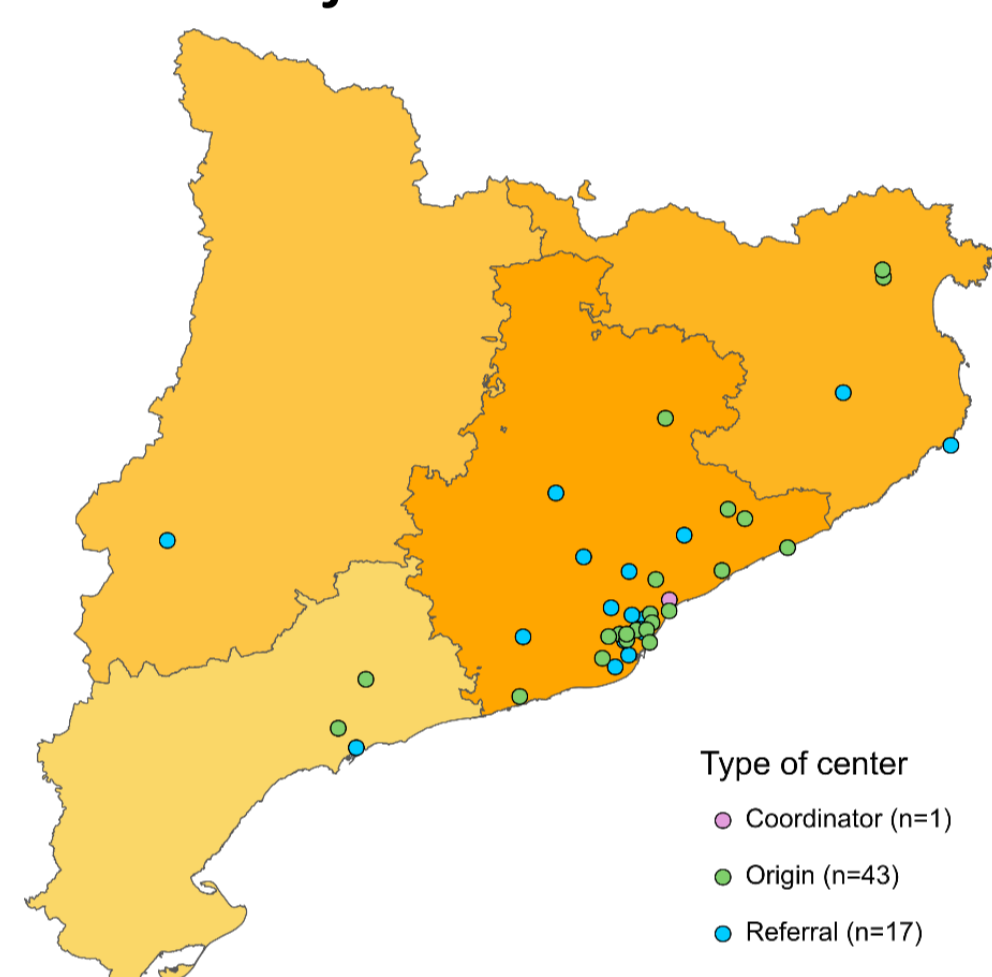 Type of center
Coordinator (n=1)
Origin (n=43)
Referral (n=17)